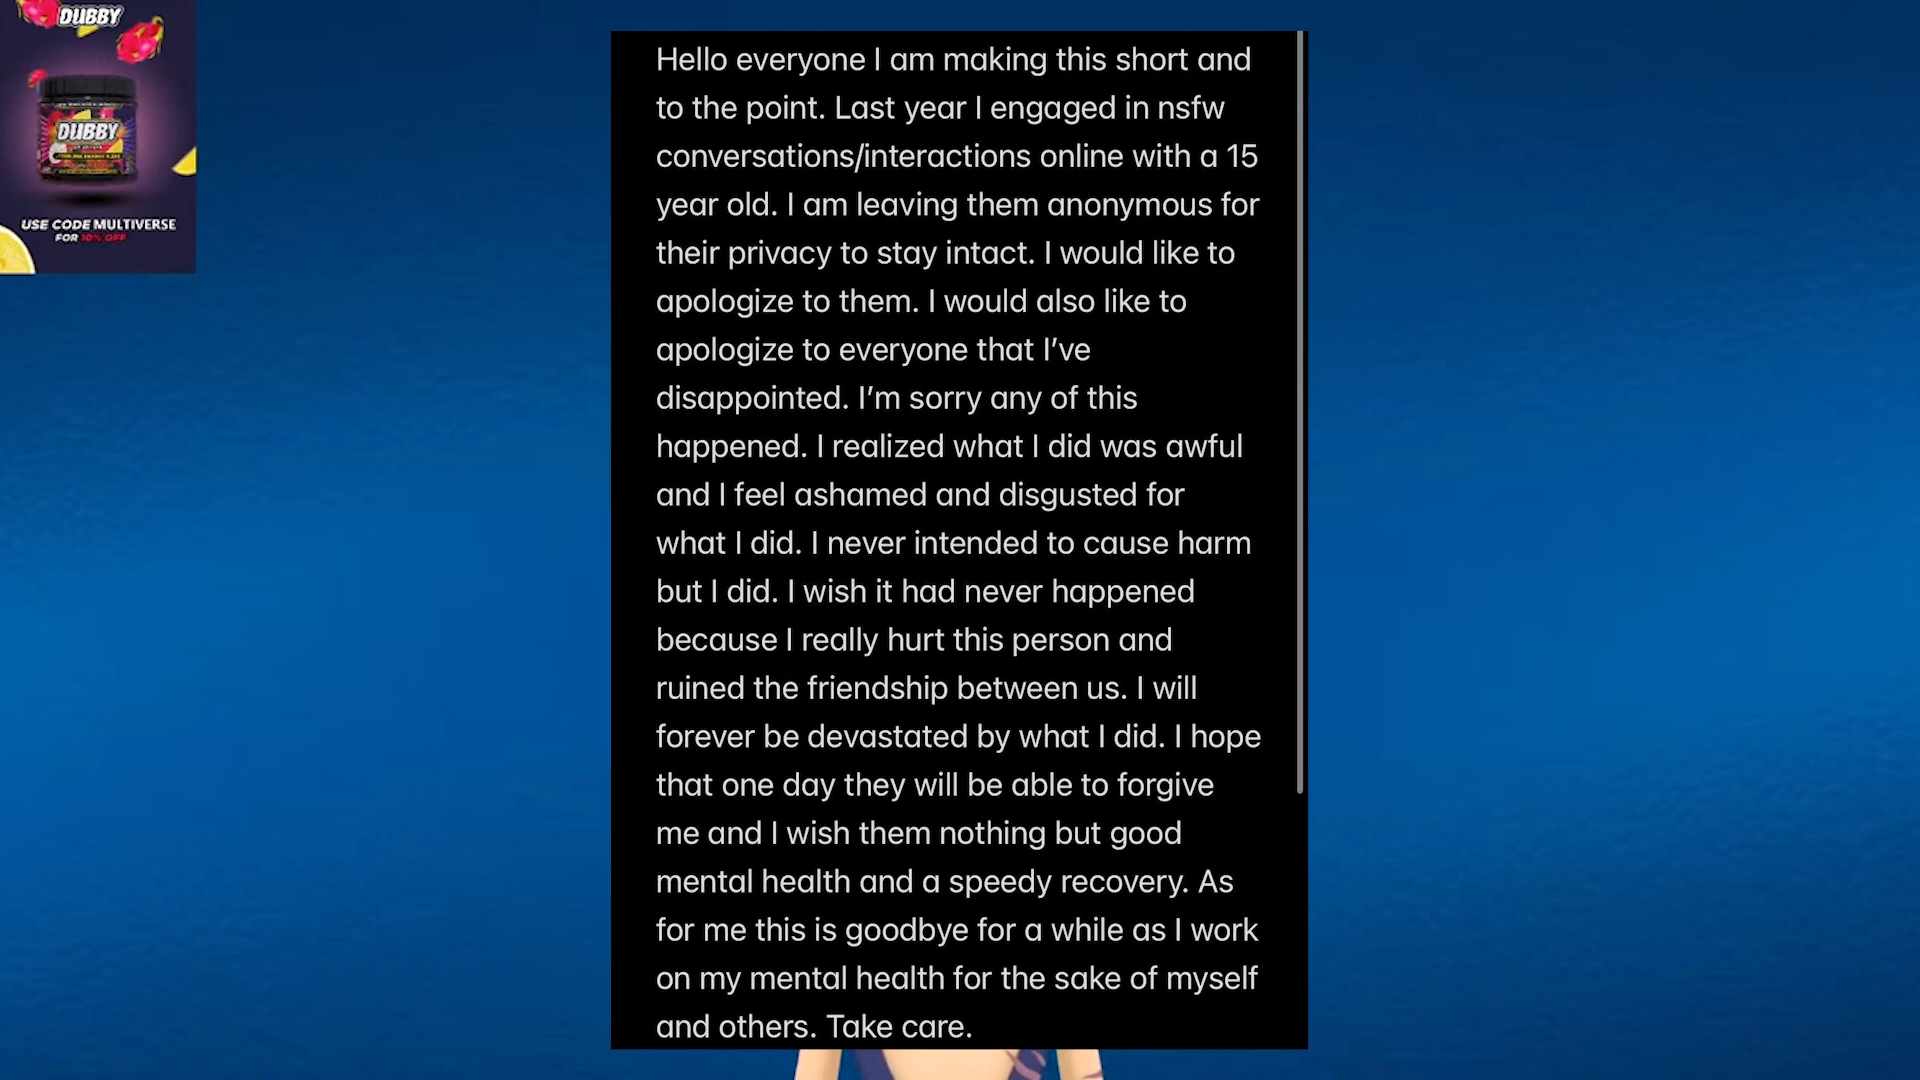 DUBBY
DUBBY
USE CODE MULTIVERSE
FOR 10% OFF
Hello everyone I am making this short and
to the point. Last year I engaged in nsfw
conversations/interactions online with a 15
year old. I am leaving them anonymous for
their privacy to stay intact. I would like to
apologize to them. I would also like to
apologize to everyone that I’ve
disappointed. I’m sorry any of this
happened. I realized what I did was awful
and I feel ashamed and disgusted for
what I did. I never intended to cause harm
but I did. I wish it had never happened
because I really hurt this person and
ruined the friendship between us. I will
forever be devastated by what I did. I hope
that one day they will be able to forgive
me and I wish them nothing but good
mental health and a speedy recovery. As
for me this is goodbye for a while as I work
on my mental health for the sake of myself
and others. Take care.